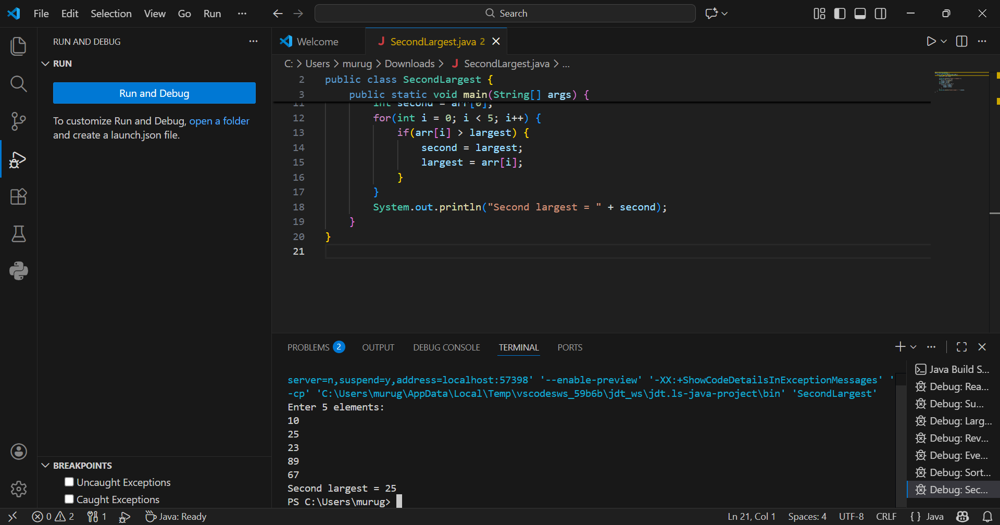 File Edit Selection View Go Run ···
Search
RUN AND DEBUG ···
RUN
Run and Debug
To customize Run and Debug, open a folder
and create a launch.json file.
BREAKPOINTS
Uncaught Exceptions
Caught Exceptions
Welcome
J SecondLargest.java 2
C: > Users > murug > Downloads > J SecondLargest.java > ...
2 public class SecondLargest {
3 public static void main(String[] args) {
11 int second = arr[0];
12 for(int i = 0; i < 5; i++) {
13 if(arr[i] > largest) {
14 second = largest;
15 largest = arr[i];
16 }
17 }
18 System.out.println("Second largest = " + second);
19 }
20 }
21
PROBLEMS 2 OUTPUT DEBUG CONSOLE TERMINAL PORTS
server=n,suspend=y,address=localhost:57398' '--enable-preview' '-XX:+ShowCodeDetailsInExceptionMessages' '
-cp' 'C:\Users\murug\AppData\Local\Temp\vscodesws_59b6b\jdt_ws\jdt.ls-java-project\bin' 'SecondLargest'
Enter 5 elements:
10
25
23
89
67
Second largest = 25
PS C:\Users\murug>
Java Build S...
Debug: Rea...
Debug: Su...
Debug: Larg...
Debug: Rev...
Debug: Eve...
Debug: Sort...
Debug: Sec...
0 2 1 Java: Ready
Ln 21, Col 1 Spaces: 4 UTF-8 CRLF { } Java